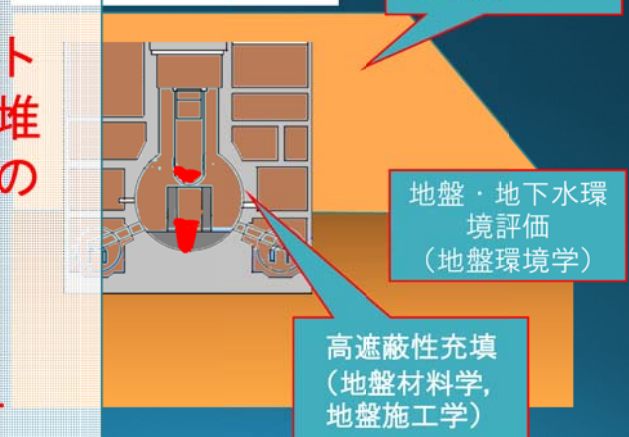 ト
堆
の
地盤・地下水環
境評価
（地盤環境学）
高遮蔽性充填
（地盤材料学,
地盤施工学）